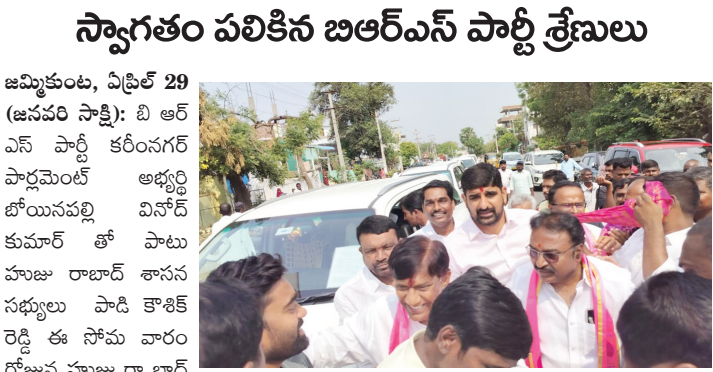 స్వాగతం పలికిన బిఆర్ఎస్ పార్టీ శ్రేణులు
జమ్మికుంట, ఏప్రిల్ 29
(జనవరి సాక్షి): బి ఆర్
ఎస్ పార్టీ కరీంనగర్
పార్లమెంట్ అభ్యర్థి
బోయినపల్లి వినోద్
కుమార్ తో పాటు
హుజు రాబాద్ శాసన
సభ్యులు పాడి కౌశిక్
రెడ్డి ఈ సోమ వారం
రోజున హుజు రా బాద్